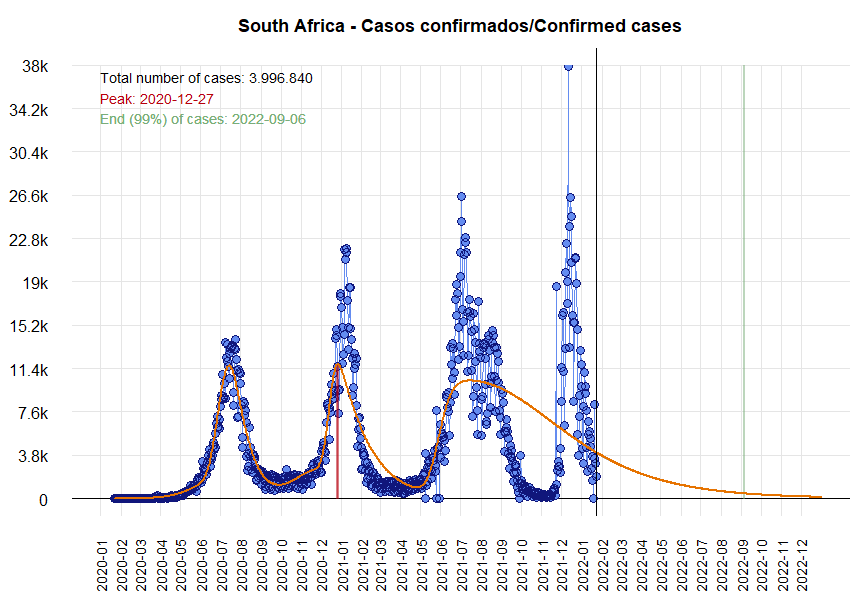 South Africa - Casos confirmados/Confirmed cases
38k
34.2k
30.4k
26.6k
22.8k
19k
15.2k
11.4k
7.6k
3.8k
0
Total number of cases: 3.996.840
Peak: 2020-12-27
End (99%) of cases: 2022-09-06
2020-01
2020-02
2020-03
2020-04
2020-05
2020-06
2020-07
2020-08
2020-09
2020-10
2020-11
2020-12
2021-01
2021-02
2021-03
2021-04
2021-05
2021-06
2021-07
2021-08
2021-09
2021-10
2021-11
2021-12
2022-01
2022-02
2022-03
2022-04
2022-05
2022-06
2022-07
2022-08
2022-09
2022-10
2022-11
2022-12